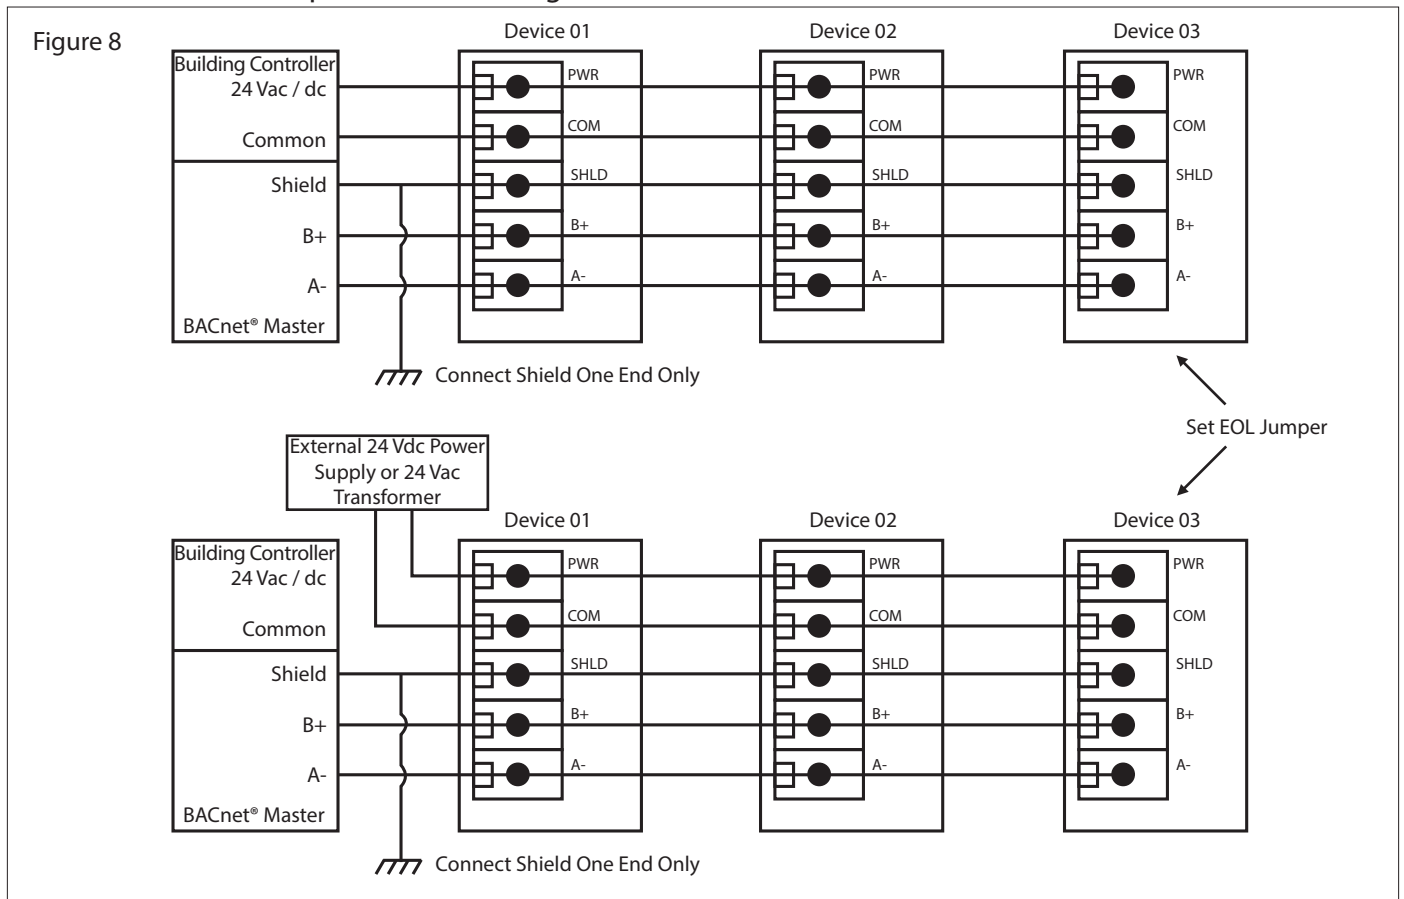 Figure 8
Device 01
Device 02
Device 03
Building Controller
24 Vac / dc
Common
Shield
B+
A-
BACnet® Master
PWR
COM
SHLD
B+
A-
PWR
COM
SHLD
B+
A-
PWR
COM
SHLD
B+
A-
Connect Shield One End Only
Set EOL Jumper
External 24 Vdc Power
Supply or 24 Vac
Transformer
Device 01
Device 02
Device 03
Building Controller
24 Vac / dc
Common
Shield
B+
A-
BACnet® Master
PWR
COM
SHLD
B+
A-
PWR
COM
SHLD
B+
A-
PWR
COM
SHLD
B+
A-
Connect Shield One End Only